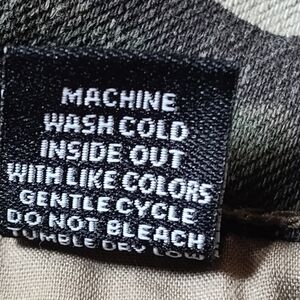 MACHINE
WASH COLD
INSIDE OUT
WITH LIKE COLORS
GENTLE CYCLE
DO NOT BLEACH
TUMBLE DRY LOW